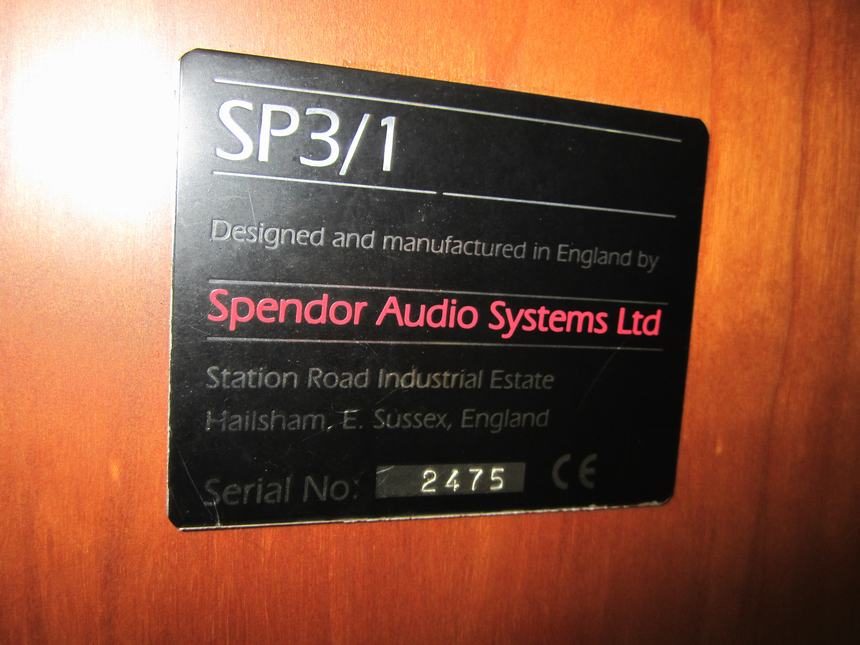 SP3/1
Designed and manufactured in England by
Spendor Audio Systems Ltd
Station Road Industrial Estate
Hailsham, E. Sussex, England
Serial No: 2475 CE